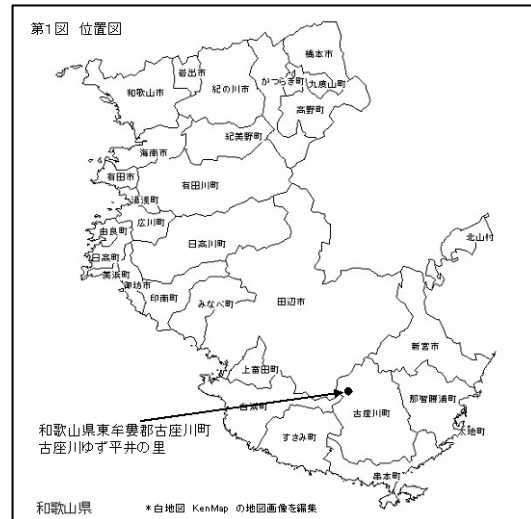 第1図 位置図
橋本市
岩出市
かつらぎ町
九度山町
和歌山市
紀の川市
高野町
紀美野町
海南市
有田市
有田川町
湯浅町
広川町
由良町
日高川町
北山村
日高町
美浜町
御坊市
印南町
みなべ町
田辺市
新宮市
上富田町
那智勝浦町
白浜町
古座川町
太地町
和歌山県東牟婁郡古座川町
古座川ゆず平井の里
すさみ町
串本町
和歌山県
*白地図 KenMap の地図画像を編集